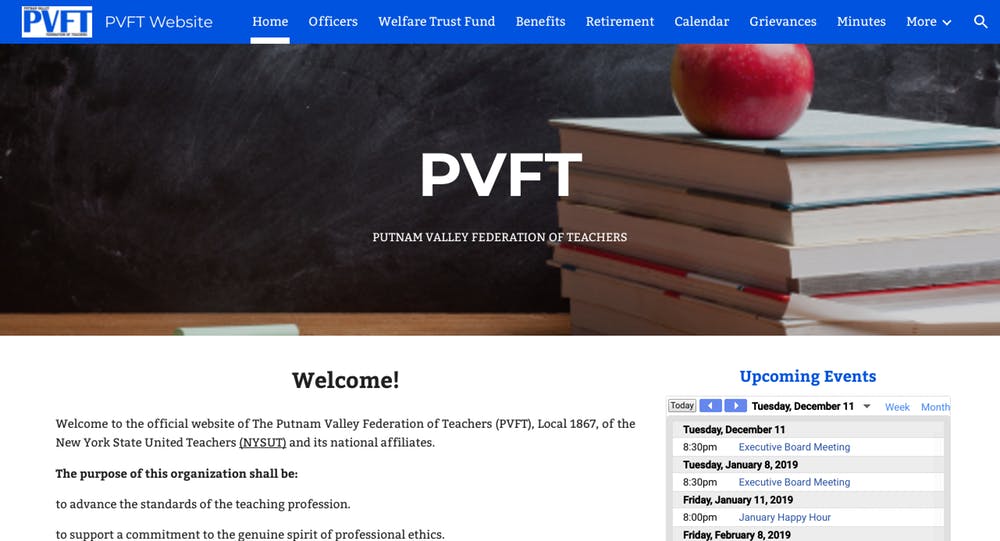 PUTNAM VALLEY
PVFT
FEDERATION OF TEACHERS
PVFT Website
Home Officers Welfare Trust Fund Benefits Retirement Calendar Grievances Minutes More
PVFT
PUTNAM VALLEY FEDERATION OF TEACHERS
Welcome!
Welcome to the official website of The Putnam Valley Federation of Teachers (PVFT), Local 1867, of the
New York State United Teachers (NYSUT) and its national affiliates.
The purpose of this organization shall be:
to advance the standards of the teaching profession.
to support a commitment to the genuine spirit of professional ethics.
Upcoming Events
Today Tuesday, December 11 Week Month
Tuesday, December 11
8:30pm Executive Board Meeting
Tuesday, January 8, 2019
8:30pm Executive Board Meeting
Friday, January 11, 2019
8:00pm January Happy Hour
Friday, February 8, 2019